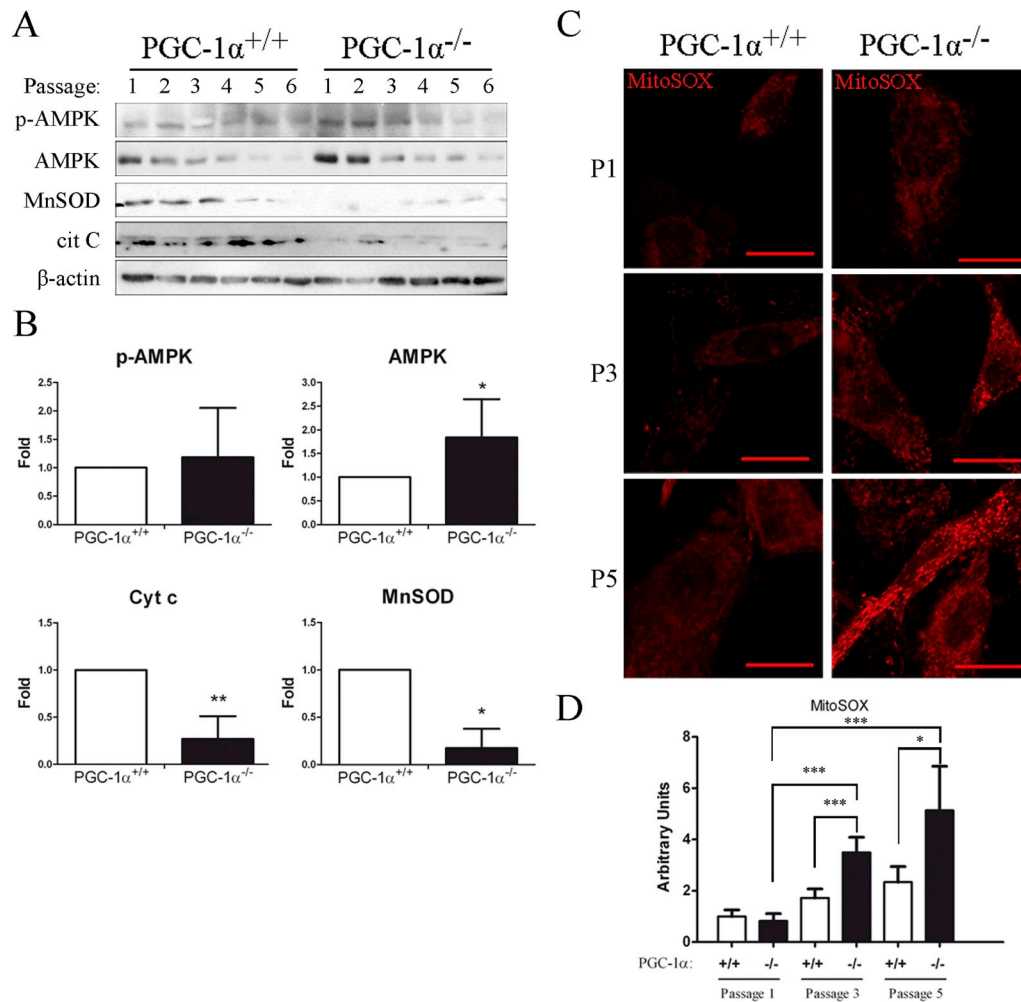 A
PGC-1α+/+ PGC-1α-/-
Passage: 1 2 3 4 5 6 1 2 3 4 5 6
p-AMPK
AMPK
MnSOD
cit C
β-actin
B
p-AMPK
Fold
2.5
2.0
1.5
1.0
0.5
0.0
PGC-1α+/+ PGC-1α-/-
AMPK
Fold
3.0
2.5
2.0
1.5
1.0
0.5
0.0
*
PGC-1α+/+ PGC-1α-/-
Cyt c
Fold
1.5
1.0
0.5
0.0
**
PGC-1α+/+ PGC-1α-/-
MnSOD
Fold
1.5
1.0
0.5
0.0
*
PGC-1α+/+ PGC-1α-/-
C
PGC-1α+/+ PGC-1α-/-
MitoSOX MitoSOX
P1
P3
P5
D
MitoSOX
Arbitrary Units
8
6
4
2
0
***
***
***
*
PGC-1α: +/+ -/- +/+ -/- +/+ -/-
Passage 1 Passage 3 Passage 5